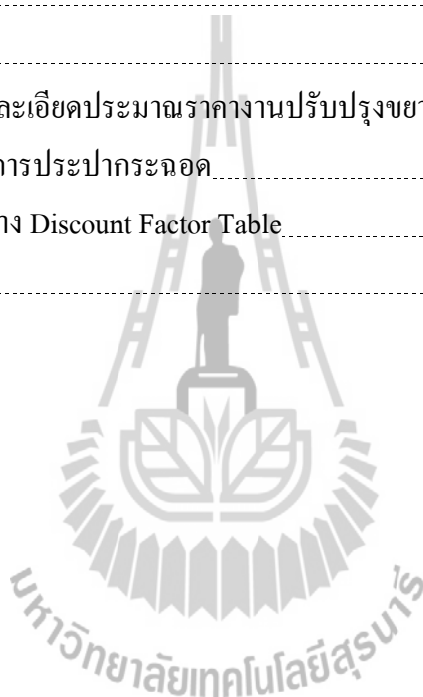 ละเอียดประมาณราคางานปรับปรุงขยา
การประปากระฉอด
าง Discount Factor Table
มหาวิทยาลัยเทคโนโลยีสุรนารี